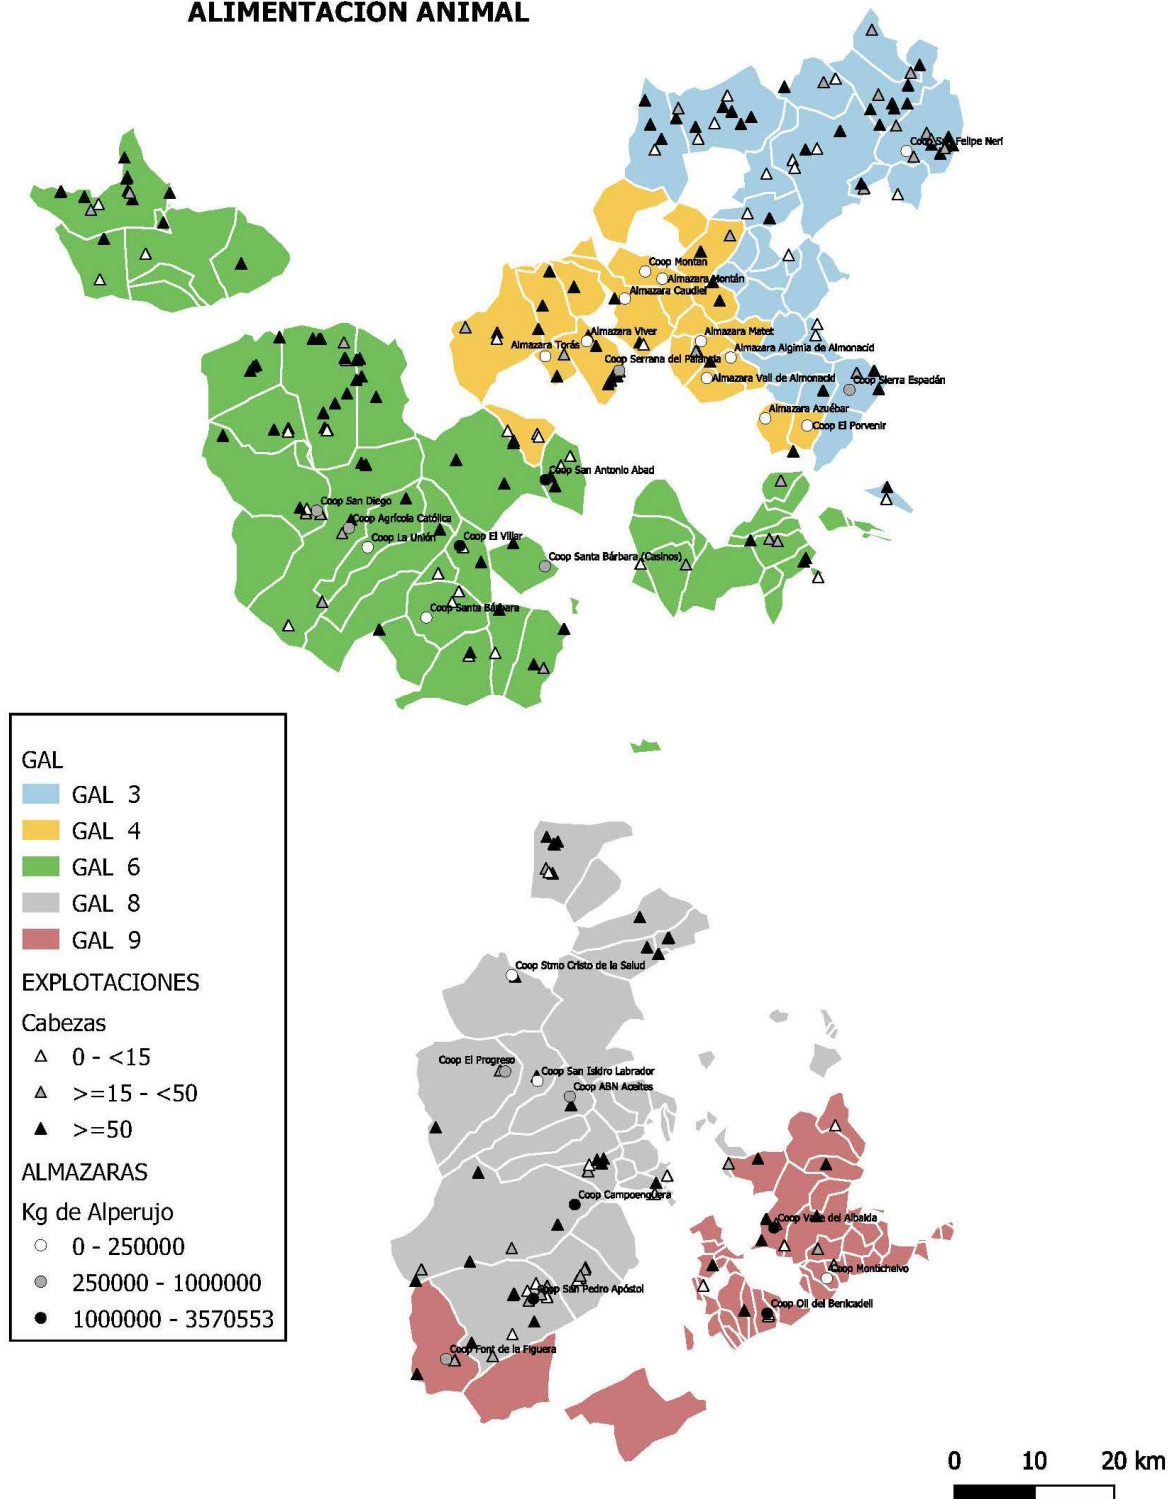 ALIMENTACION ANIMAL
Coop San Felipe Neri
Coop Montan
Almazara Montán
Almazara Caudiel
Almazara Viver
Almazara Matet
Almazara Torás
Almazara Algimia de Almonacid
Coop Serrana del Palancia
Almazara Vall de Almonacid
Coop Sierra Espadán
Almazara Azuébar
Coop El Porvenir
Coop San Antonio Abad
Coop San Diego
Coop Agrícola Católica
Coop La Unión
Coop El Villar
Coop Santa Bárbara (Casinos)
Coop Santa Bárbara
GAL
GAL 3
GAL 4
GAL 6
GAL 8
GAL 9
EXPLOTACIONES
Cabezas
0 - <15
>=15 - <50
>=50
ALMAZARAS
Kg de Alperujo
0 - 250000
250000 - 1000000
1000000 - 3570553
Coop Stmo Cristo de la Salud
Coop El Progreso
Coop San Isidro Labrador
Coop ABN Aceites
Coop Campoenguera
Coop Valle del Albaida
Coop Montichelvo
Coop San Pedro Apóstol
Coop Oli del Benicadell
Coop Font de la Figuera
0 10 20 km